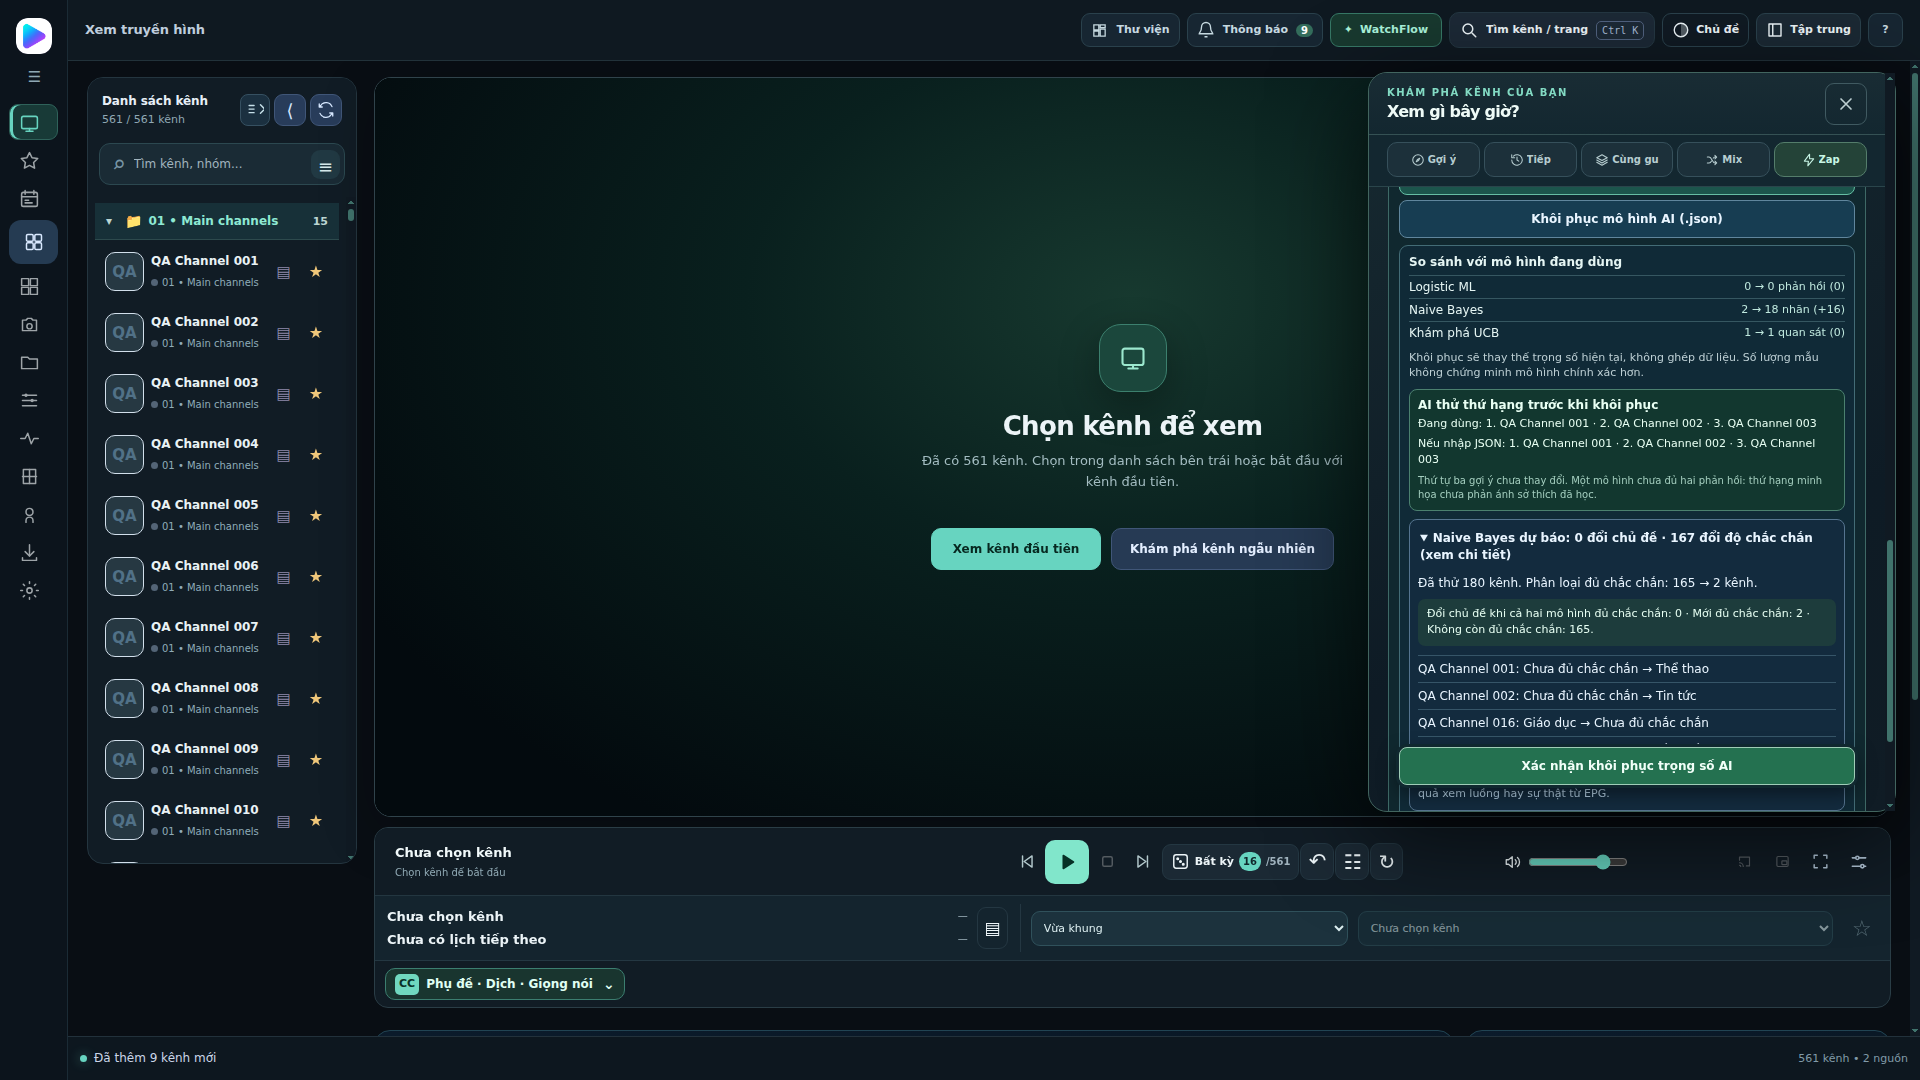 Xem truyền hình
Thư viện
Thông báo 9
✦ WatchFlow
Tìm kênh / trang Ctrl K
Chủ đề
Tập trung
?
Danh sách kênh
561 / 561 kênh
Tìm kênh, nhóm...
01 • Main channels 15
QA QA Channel 001
01 • Main channels
QA QA Channel 002
01 • Main channels
QA QA Channel 003
01 • Main channels
QA QA Channel 004
01 • Main channels
QA QA Channel 005
01 • Main channels
QA QA Channel 006
01 • Main channels
QA QA Channel 007
01 • Main channels
QA QA Channel 008
01 • Main channels
QA QA Channel 009
01 • Main channels
QA QA Channel 010
01 • Main channels
Chọn kênh để xem
Đã có 561 kênh. Chọn trong danh sách bên trái hoặc bắt đầu với
kênh đầu tiên.
Xem kênh đầu tiên
Khám phá kênh ngẫu nhiên
KHÁM PHÁ KÊNH CỦA BẠN
Xem gì bây giờ?
Gợi ý
Tiếp
Cùng gu
Mix
Zap
Khôi phục mô hình AI (.json)
So sánh với mô hình đang dùng
Logistic ML 0 → 0 phản hồi (0)
Naive Bayes 2 → 18 nhãn (+16)
Khám phá UCB 1 → 1 quan sát (0)
Khôi phục sẽ thay thế trọng số hiện tại, không ghép dữ liệu. Số lượng mẫu
không chứng minh mô hình chính xác hơn.
AI thử thứ hạng trước khi khôi phục
Đang dùng: 1. QA Channel 001 · 2. QA Channel 002 · 3. QA Channel 003
Nếu nhập JSON: 1. QA Channel 001 · 2. QA Channel 002 · 3. QA Channel
003
Thứ tự ba gợi ý chưa thay đổi. Một mô hình chưa đủ hai phản hồi: thứ hạng minh
họa chưa phản ánh sở thích đã học.
▼ Naive Bayes dự báo: 0 đổi chủ đề · 167 đổi độ chắc chắn
(xem chi tiết)
Đã thử 180 kênh. Phân loại đủ chắc chắn: 165 → 2 kênh.
Đổi chủ đề khi cả hai mô hình đủ chắc chắn: 0 · Mới đủ chắc chắn: 2 ·
Không còn đủ chắc chắn: 165.
QA Channel 001: Chưa đủ chắc chắn → Thể thao
QA Channel 002: Chưa đủ chắc chắn → Tin tức
QA Channel 016: Giáo dục → Chưa đủ chắc chắn
Xác nhận khôi phục trọng số AI
quả xem luồng hay sự thật từ EPG.
Chưa chọn kênh
Chọn kênh để bắt đầu
Bất kỳ 16 /561
Chưa chọn kênh —
Chưa có lịch tiếp theo —
Vừa khung
Chưa chọn kênh
CC Phụ đề · Dịch · Giọng nói
Đã thêm 9 kênh mới
561 kênh • 2 nguồn